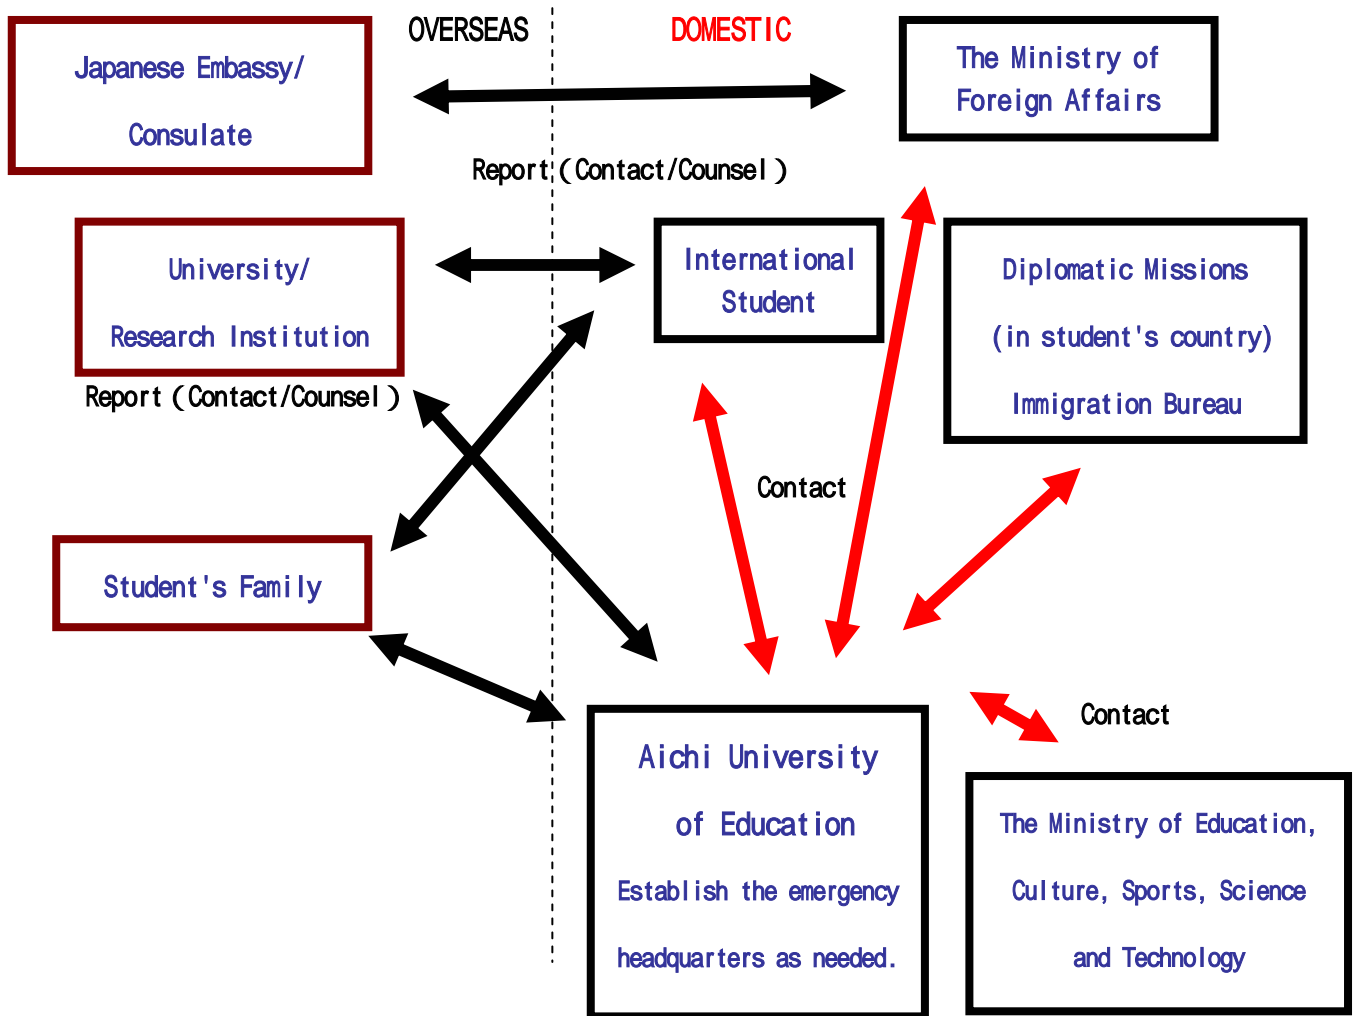 OVERSEAS
DOMESTIC
Japanese Embassy/
Consulate
The Ministry of
Foreign Affairs
Report (Contact/Counsel)
University/
Research Institution
International
Student
Diplomatic Missions
(in student's country)
Immigration Bureau
Report (Contact/Counsel)
Contact
Student's Family
Contact
Aichi University
of Education
Establish the emergency
headquarters as needed.
The Ministry of Education,
Culture, Sports, Science
and Technology